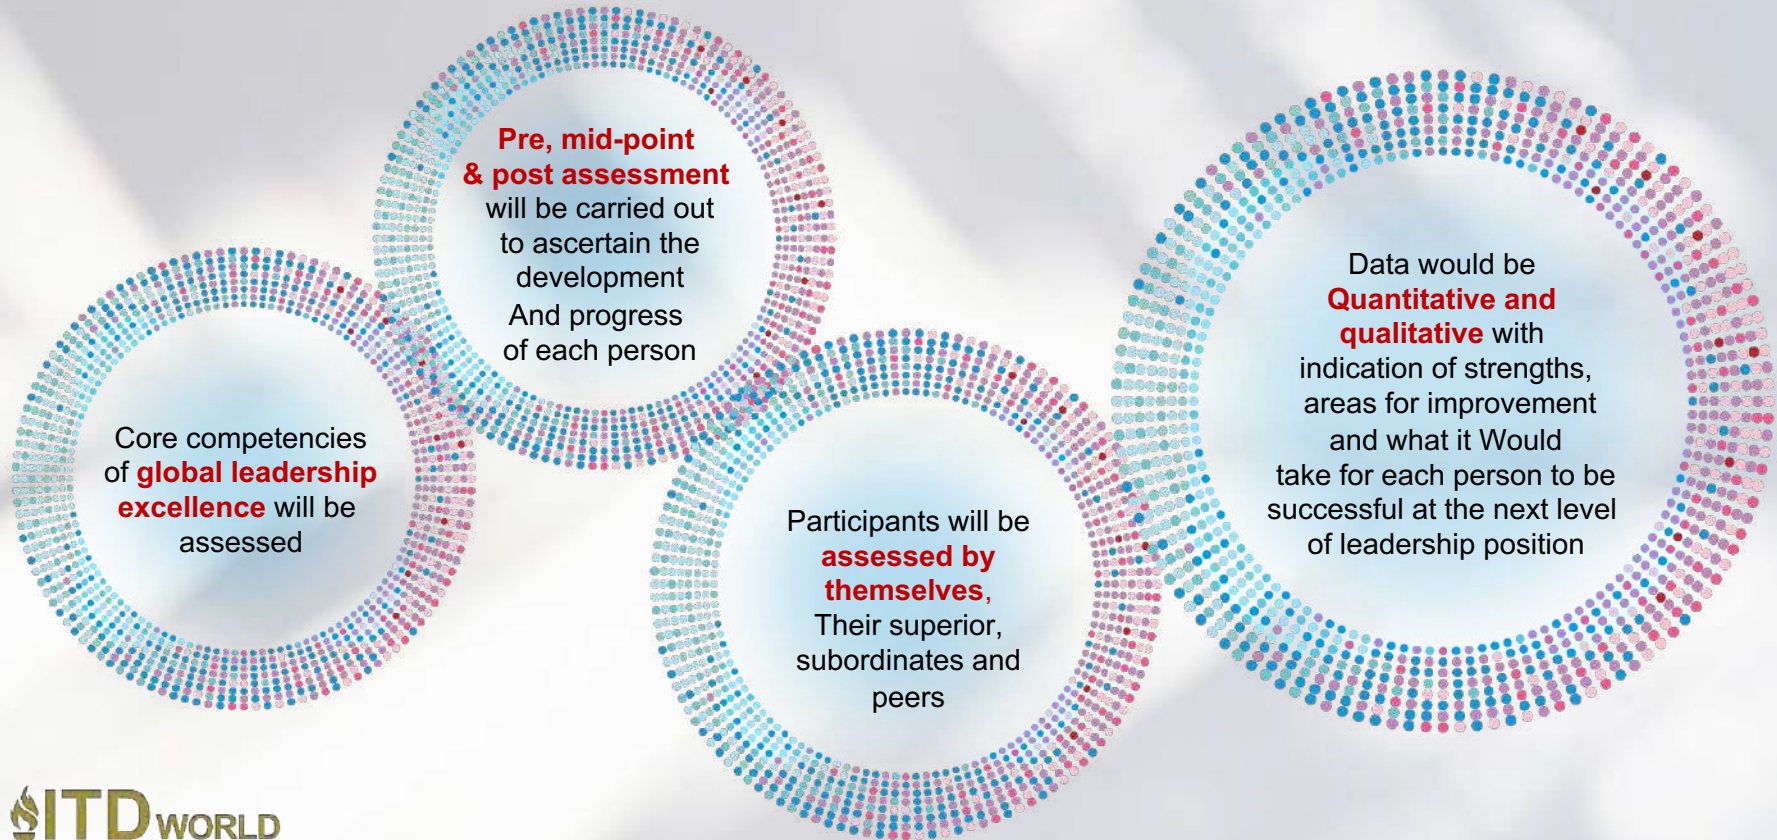 Core competencies
of global leadership
excellence will be
assessed
Pre, mid-point
& post assessment
will be carried out
to ascertain the
development
And progress
of each person
Participants will be
assessed by
themselves,
Their superior,
subordinates and
peers
Data would be
Quantitative and
qualitative with
indication of strengths,
areas for improvement
and what it Would
take for each person to be
successful at the next level
of leadership position
ITD WORLD